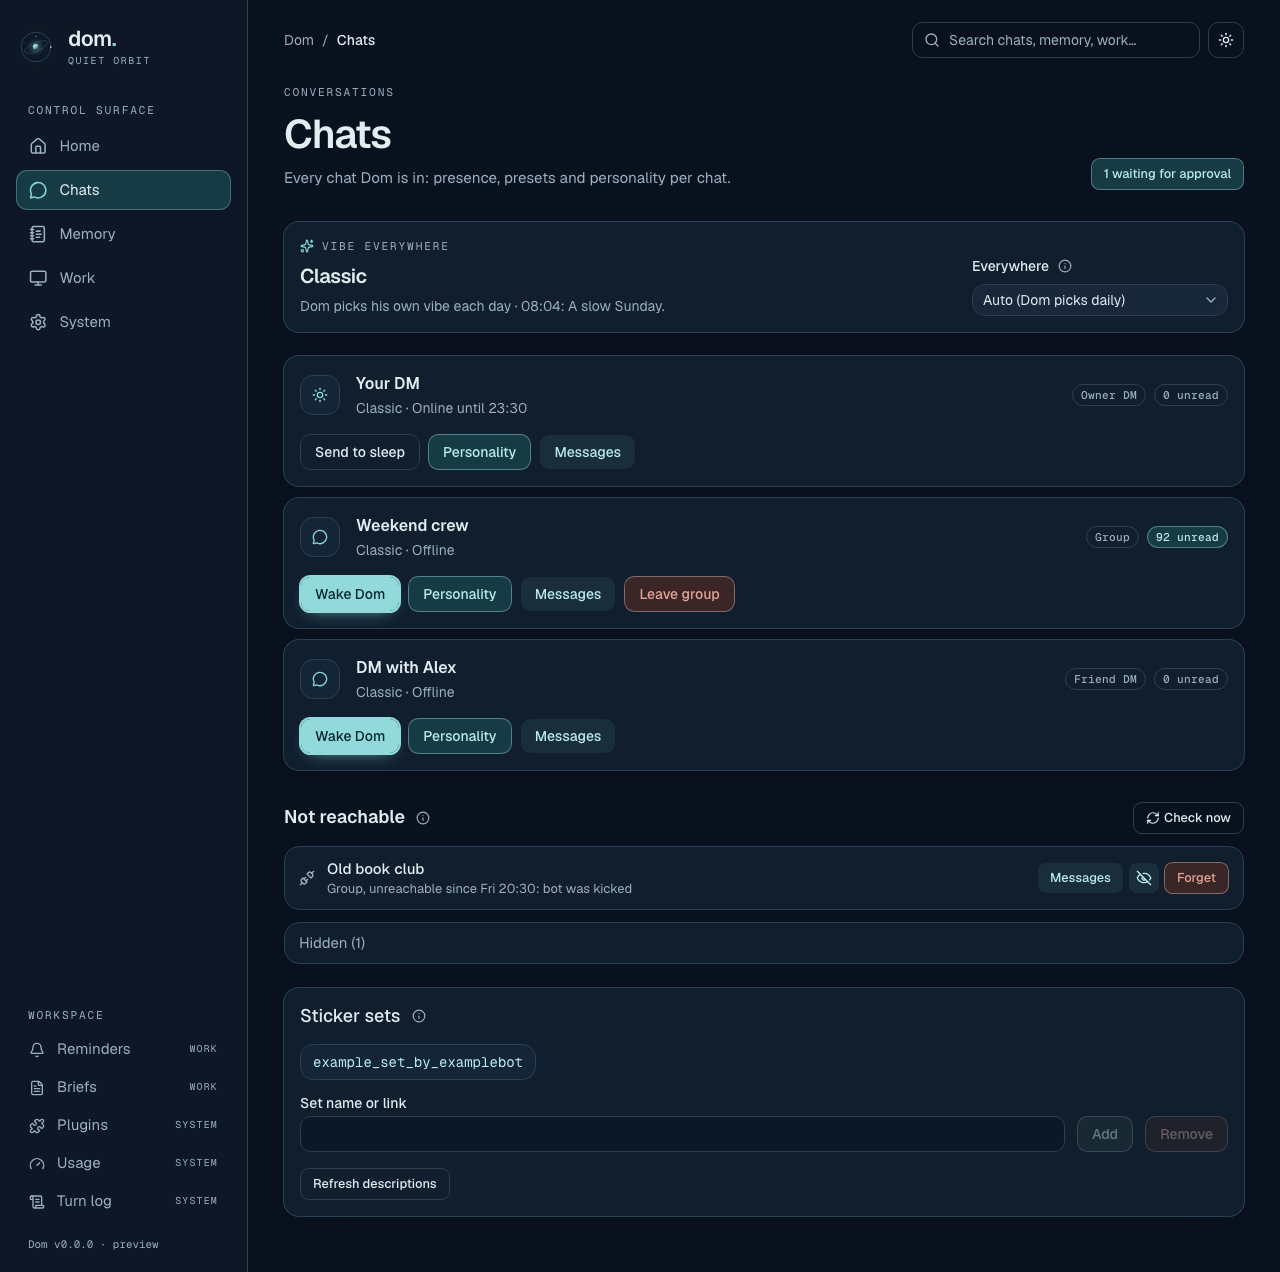 dom.
QUIET ORBIT
CONTROL SURFACE
Home
Chats
Memory
Work
System
WORKSPACE
Reminders WORK
Briefs WORK
Plugins SYSTEM
Usage SYSTEM
Turn log SYSTEM
Dom v0.0.0 · preview
Dom / Chats
Search chats, memory, work…
CONVERSATIONS
Chats
Every chat Dom is in: presence, presets and personality per chat.
1 waiting for approval
VIBE EVERYWHERE
Classic
Dom picks his own vibe each day · 08:04: A slow Sunday.
Everywhere
Auto (Dom picks daily)
Your DM
Classic · Online until 23:30
Owner DM 0 unread
Send to sleep Personality Messages
Weekend crew
Classic · Offline
Group 92 unread
Wake Dom Personality Messages Leave group
DM with Alex
Classic · Offline
Friend DM 0 unread
Wake Dom Personality Messages
Not reachable
Check now
Old book club
Group, unreachable since Fri 20:30: bot was kicked
Messages Forget
Hidden (1)
Sticker sets
example_set_by_examplebot
Set name or link
Add Remove
Refresh descriptions